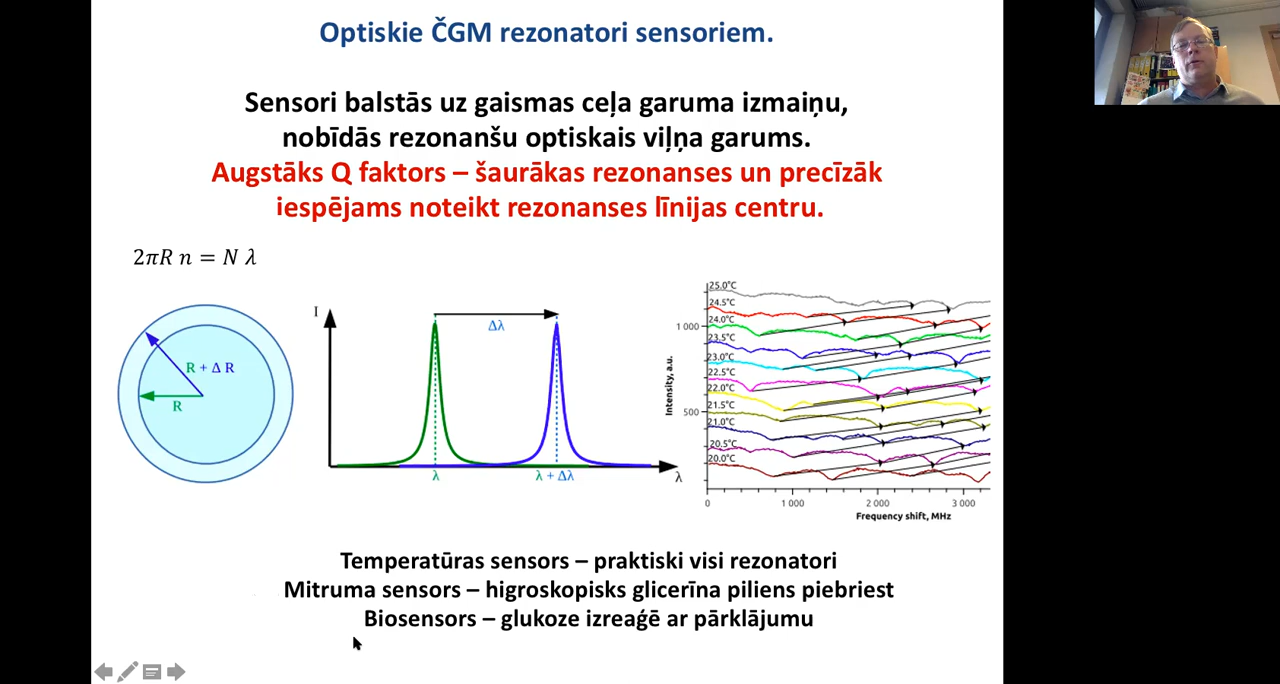 Optiskie ČGM rezonatori sensoriem.
Sensori balstās uz gaismas ceļa garuma izmaiņu,
nobīdās rezonanšu optiskais viļņa garums.
Augstāks Q faktors – šaurākas rezonanses un precīzāk
iespējams noteikt rezonanses līnijas centru.
2πR n = N λ
R + Δ R
R
I
Δλ
λ
λ + Δλ
λ
25.0°C
24.5°C
24.0°C
23.5°C
23.0°C
22.5°C
22.0°C
21.5°C
21.0°C
20.5°C
20.0°C
1 000
500
Intensity, a.u.
0
1 000
2 000
3 000
Frequency shift, MHz
Temperatūras sensors – praktiski visi rezonatori
Mitruma sensors – higroskopisks glicerīna piliens piebriest
Biosensors – glukoze izreaģē ar pārklājumu